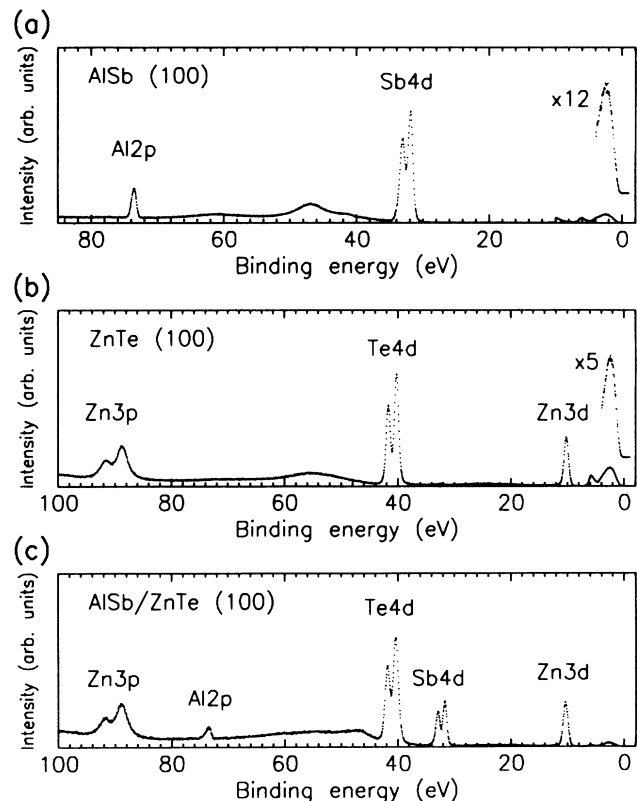 (a)
AlSb (100)
Al2p
Sb4d
x12
Intensity (arb. units)
80 60 40 20 0
Binding energy (eV)
(b)
ZnTe (100)
Zn3p
Te4d
Zn3d
x5
Intensity (arb. units)
100 80 60 40 20 0
Binding energy (eV)
(c)
AlSb/ZnTe (100)
Zn3p
Al2p
Te4d
Sb4d
Zn3d
Intensity (arb. units)
100 80 60 40 20 0
Binding energy (eV)